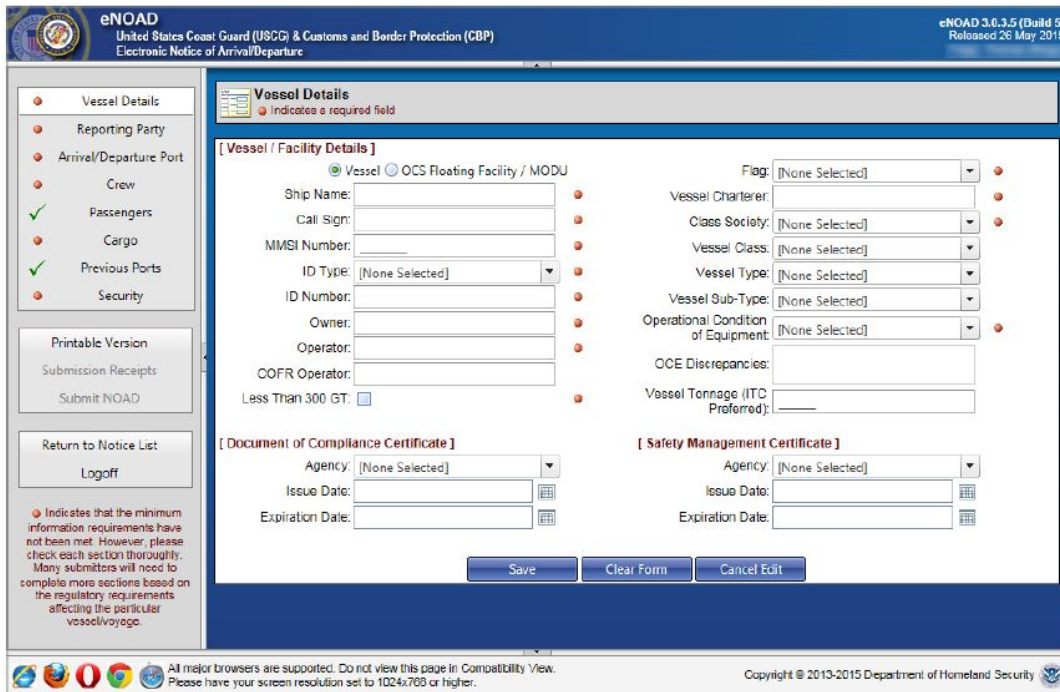 eNOAD
United States Coast Guard (USCG) & Customs and Border Protection (CBP)
Electronic Notice of Arrival/Departure
eNOAD 3.0.3.5 (Build 5
Released 26 May 2015
Vessel Details
Reporting Party
Arrival/Departure Port
Crew
Passengers
Cargo
Previous Ports
Security
Printable Version
Submission Receipts
Submit NOAD
Return to Notice List
Logoff
Indicates that the minimum
information requirements have
not been met. However, please
check each section thoroughly.
Many submitters will need to
complete more sections based on
the regulatory requirements
affecting the particular
vessel/voyage.
Vessel Details
Indicates a required field
[ Vessel / Facility Details ]
Vessel OCS Floating Facility / MODU
Ship Name:
Call Sign:
MMSI Number:
ID Type: [None Selected]
ID Number:
Owner:
Operator:
COFR Operator:
Less Than 300 GT:
Flag: [None Selected]
Vessel Charterer:
Class Society: [None Selected]
Vessel Class: [None Selected]
Vessel Type: [None Selected]
Vessel Sub-Type: [None Selected]
Operational Condition
of Equipment: [None Selected]
OCE Discrepancies:
Vessel Tonnage (ITC
Preferred):
[ Document of Compliance Certificate ]
Agency: [None Selected]
Issue Date:
Expiration Date:
[ Safety Management Certificate ]
Agency: [None Selected]
Issue Date:
Expiration Date:
Save Clear Form Cancel Edit
All major browsers are supported. Do not view this page in Compatibility View.
Please have your screen resolution set to 1024x768 or higher.
Copyright © 2013-2015 Department of Homeland Security